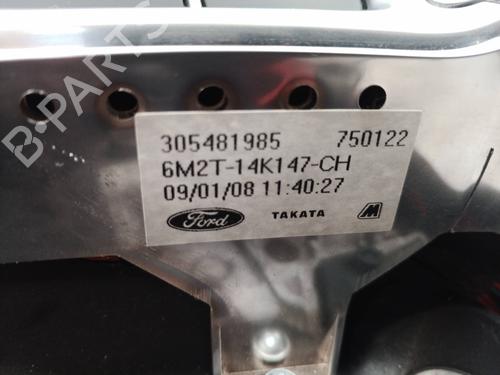 B-PARTS
305481985 750122
6M2T-14K147-CH
09/01/08 11:40:27
Ford TAKATA M